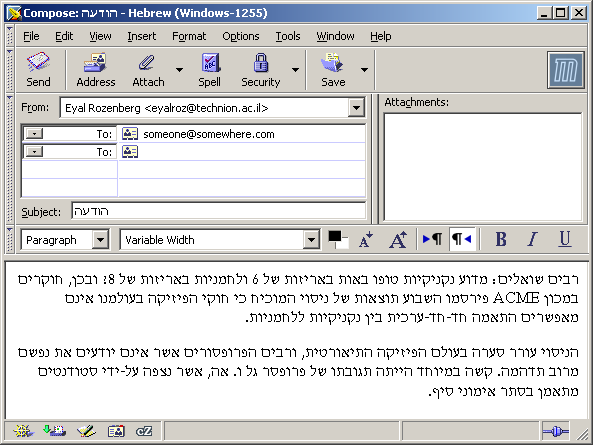 Compose: הודעה - Hebrew (Windows-1255)
File Edit View Insert Format Options Tools Window Help
Send Address Attach Spell Security Save
From: Eyal Rozenberg <eyalroz@technion.ac.il>
Attachments:
To: someone@somewhere.com
To:
Subject: הודעה
Paragraph Variable Width B I U
רבים שואלים: מדוע נקניקיות טופו באות באריזות של 6 ולחמניות באריזות של 8? ובכן, חוקרים
במכון ACME פירסמו השבוע תוצאות של ניסוי המוכיח כי חוקי הפיזיקה בעולמנו אינם
מאפשרים התאמה חד-חד-ערכית בין נקניקיות ללחמניות.
הניסוי עורר סערה בעולם הפיזיקה התיאורטית, ורבים הפרופסורים אשר אינם יודעים את נפשם
מרוב תדהמה. קשה במיוחד הייתה תגובתו של פרופסר גל ו. אה, אשר נצפה על-ידי סטודנטים
מתאמן בסתר אימוני סיף.